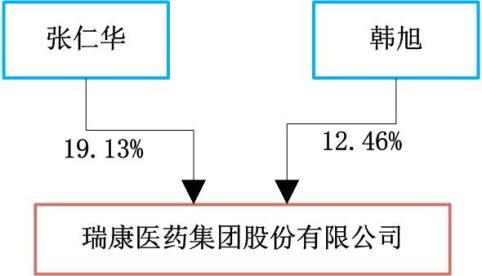 张仁华
韩旭
19.13%
12.46%
瑞康医药集团股份有限公司